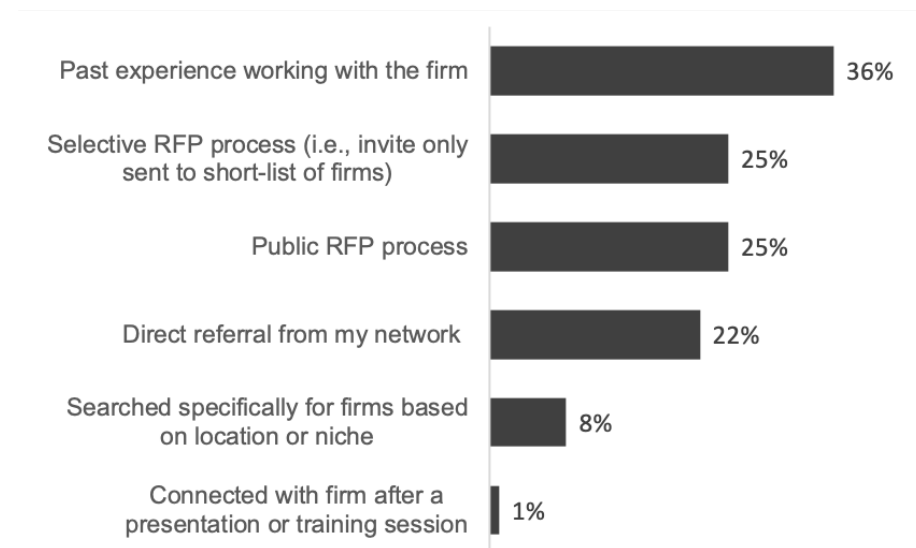 Past experience working with the firm
36%
Selective RFP process (i.e., invite only
sent to short-list of firms)
25%
Public RFP process
25%
Direct referral from my network
22%
Searched specifically for firms based
on location or niche
8%
Connected with firm after a
presentation or training session
1%